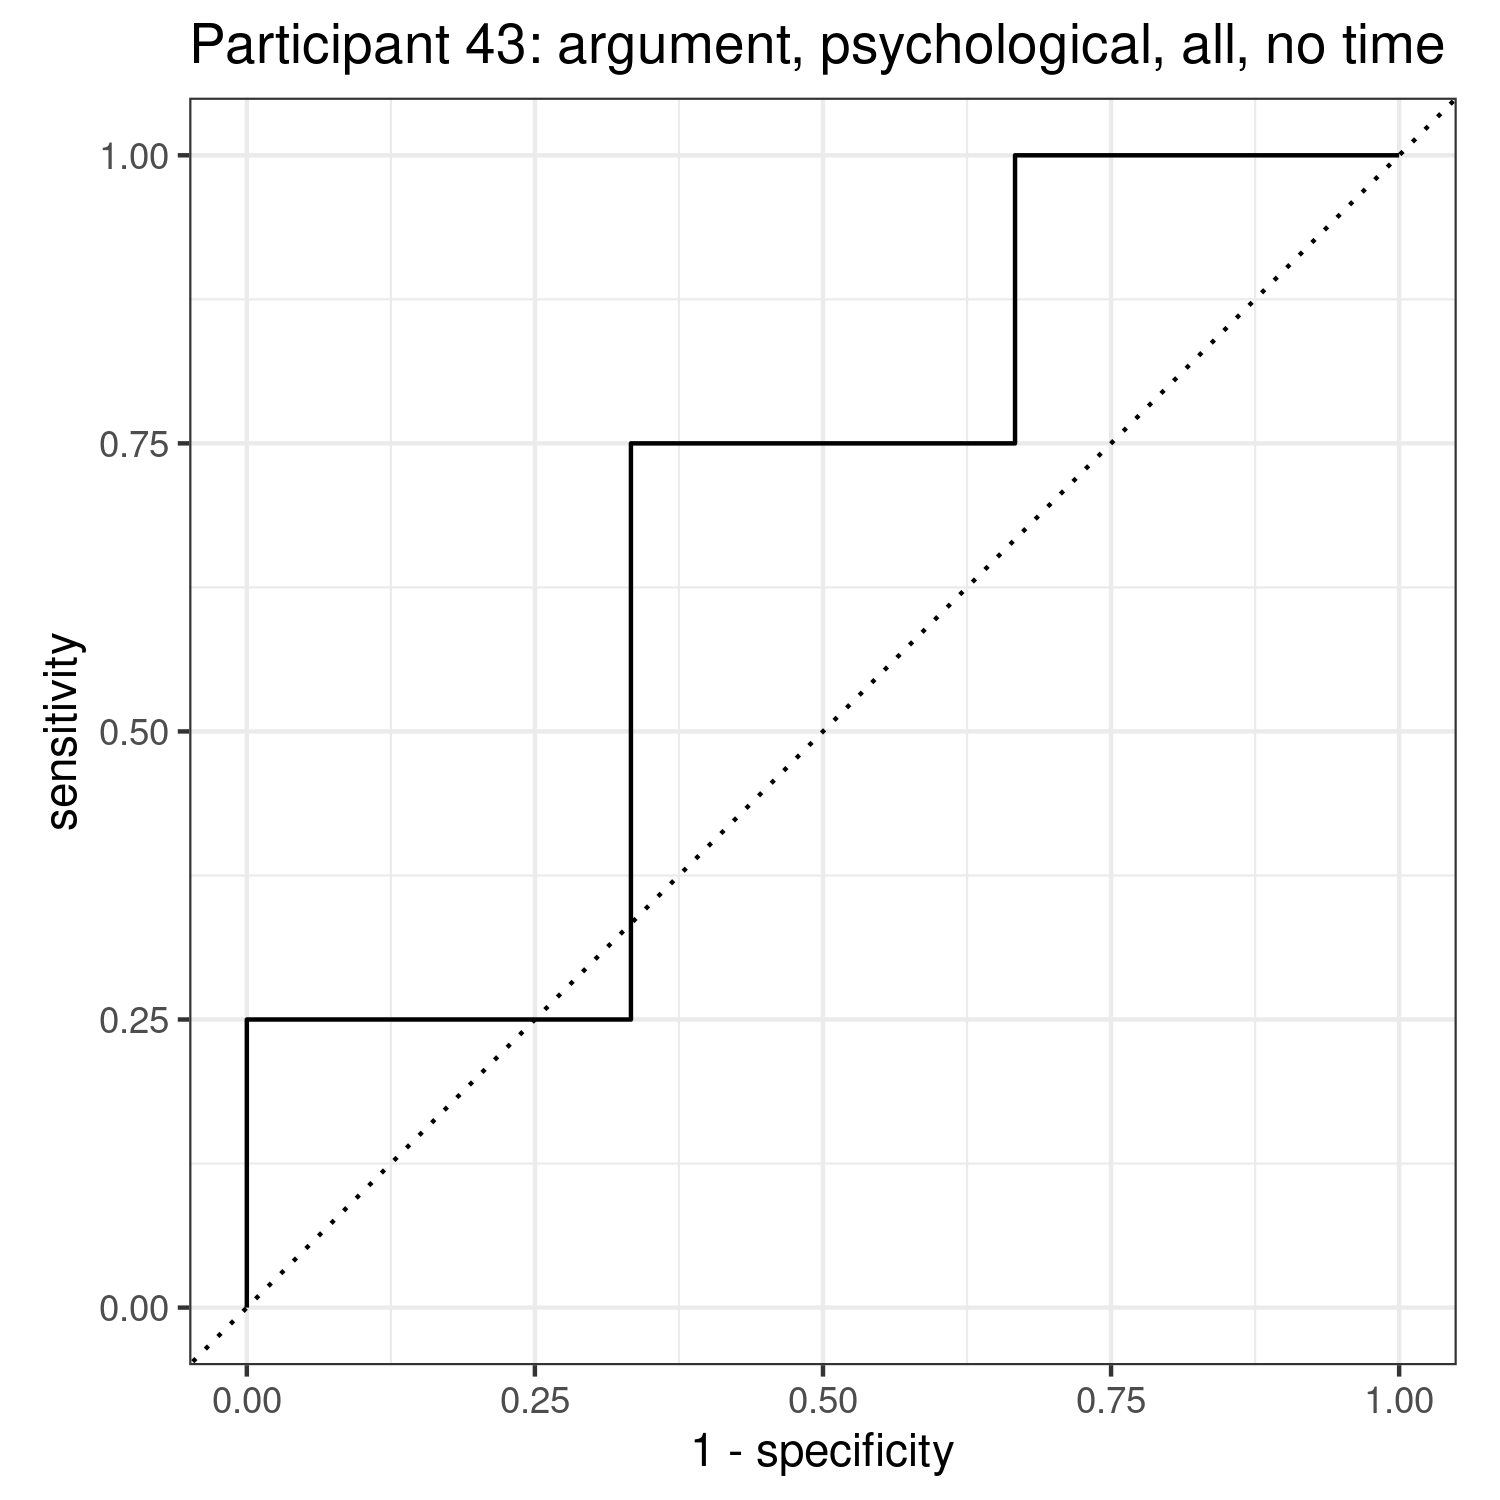 Participant 43: argument, psychological, all, no time
1.00
0.75
0.50
0.25
0.00
sensitivity
0.00 0.25 0.50 0.75 1.00
1 - specificity